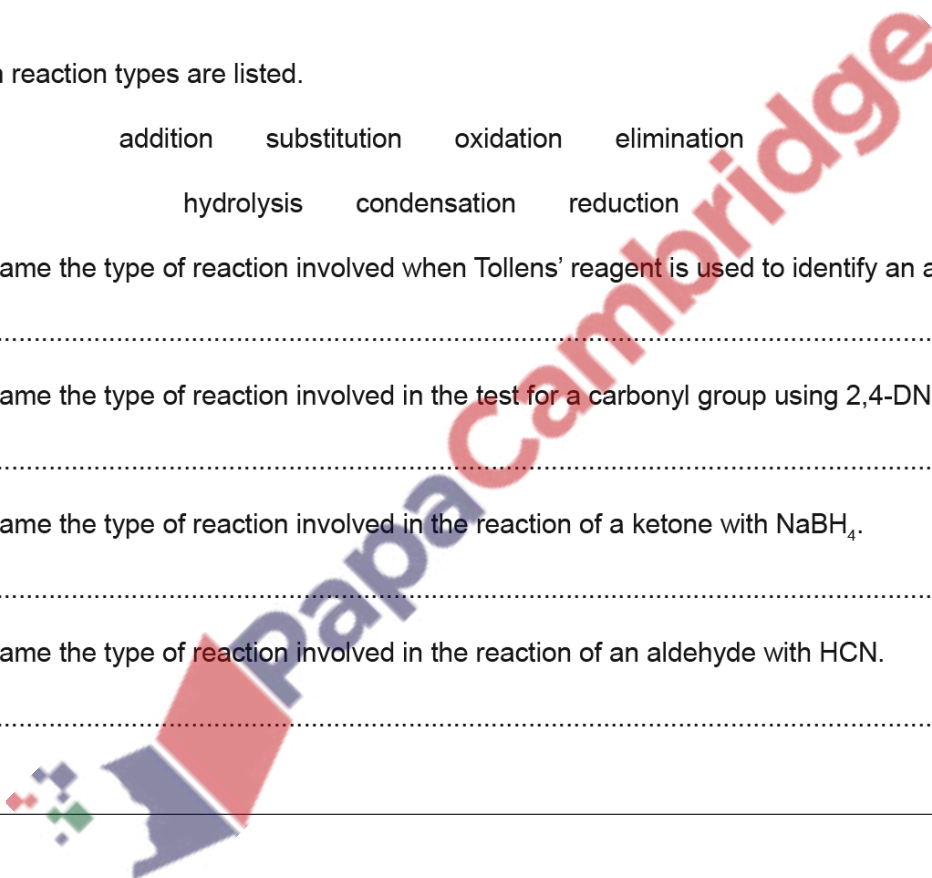 n reaction types are listed.
addition substitution oxidation elimination
hydrolysis condensation reduction
ame the type of reaction involved when Tollens’ reagent is used to identify an a
ame the type of reaction involved in the test for a carbonyl group using 2,4-DN
ame the type of reaction involved in the reaction of a ketone with NaBH₄.
ame the type of reaction involved in the reaction of an aldehyde with HCN.
PapaCambridge